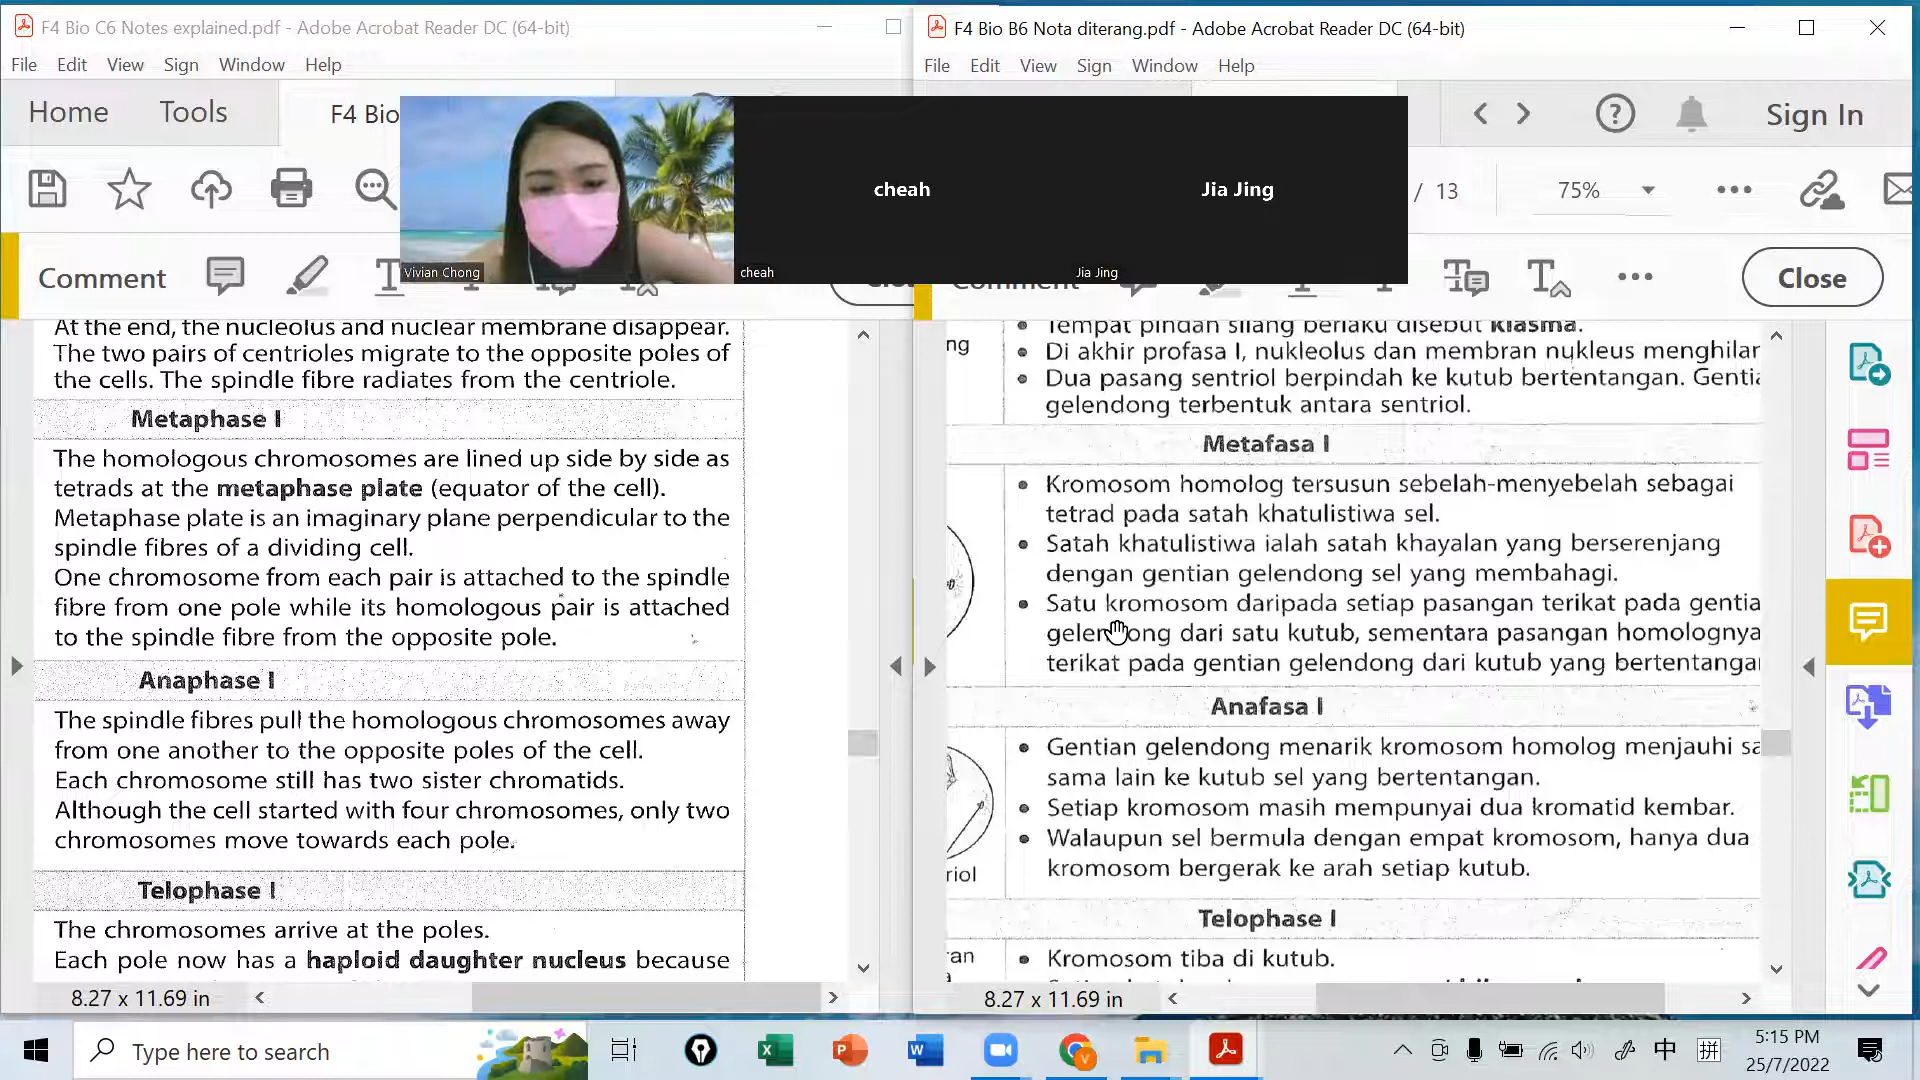 F4 Bio C6 Notes explained.pdf - Adobe Acrobat Reader DC (64-bit)
File Edit View Sign Window Help
Home Tools F4 Bio
Comment
At the end, the nucleolus and nuclear membrane disappear.
The two pairs of centrioles migrate to the opposite poles of
the cells. The spindle fibre radiates from the centriole.
Metaphase I
The homologous chromosomes are lined up side by side as
tetrads at the metaphase plate (equator of the cell).
Metaphase plate is an imaginary plane perpendicular to the
spindle fibres of a dividing cell.
One chromosome from each pair is attached to the spindle
fibre from one pole while its homologous pair is attached
to the spindle fibre from the opposite pole.
Anaphase I
The spindle fibres pull the homologous chromosomes away
from one another to the opposite poles of the cell.
Each chromosome still has two sister chromatids.
Although the cell started with four chromosomes, only two
chromosomes move towards each pole.
Telophase I
The chromosomes arrive at the poles.
Each pole now has a haploid daughter nucleus because
8.27 x 11.69 in
Vivian Chong
cheah
cheah
Jia Jing
Jia Jing
F4 Bio B6 Nota diterang.pdf - Adobe Acrobat Reader DC (64-bit)
File Edit View Sign Window Help
Sign In
/ 13 75%
Close
ng
Tempat pindah silang berlaku disebut kiasma.
Di akhir profasa I, nukleolus dan membran nukleus menghilan
Dua pasang sentriol berpindah ke kutub bertentangan. Gentia
gelendong terbentuk antara sentriol.
Metafasa I
Kromosom homolog tersusun sebelah-menyebelah sebagai
tetrad pada satah khatulistiwa sel.
Satah khatulistiwa ialah satah khayalan yang berserenjang
dengan gentian gelendong sel yang membahagi.
Satu kromosom daripada setiap pasangan terikat pada gentia
gelendong dari satu kutub, sementara pasangan homolognya
terikat pada gentian gelendong dari kutub yang bertentanga
Anafasa I
Gentian gelendong menarik kromosom homolog menjauhi sa
sama lain ke kutub sel yang bertentangan.
Setiap kromosom masih mempunyai dua kromatid kembar.
Walaupun sel bermula dengan empat kromosom, hanya dua
kromosom bergerak ke arah setiap kutub.
riol
Telophase I
ran
Kromosom tiba di kutub.
8.27 x 11.69 in
Type here to search
中
拼
5:15 PM
25/7/2022